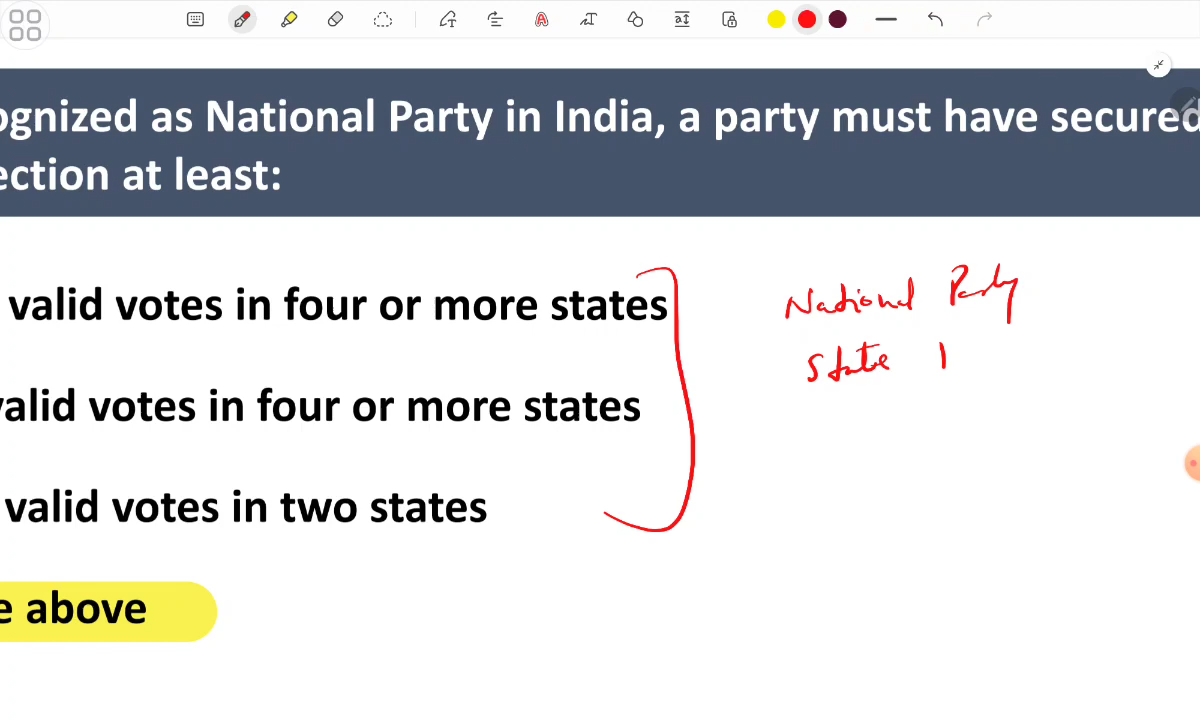 ognized as National Party in India, a party must have secured
ection at least:
valid votes in four or more states
National Party
State P
valid votes in four or more states
valid votes in two states
e above